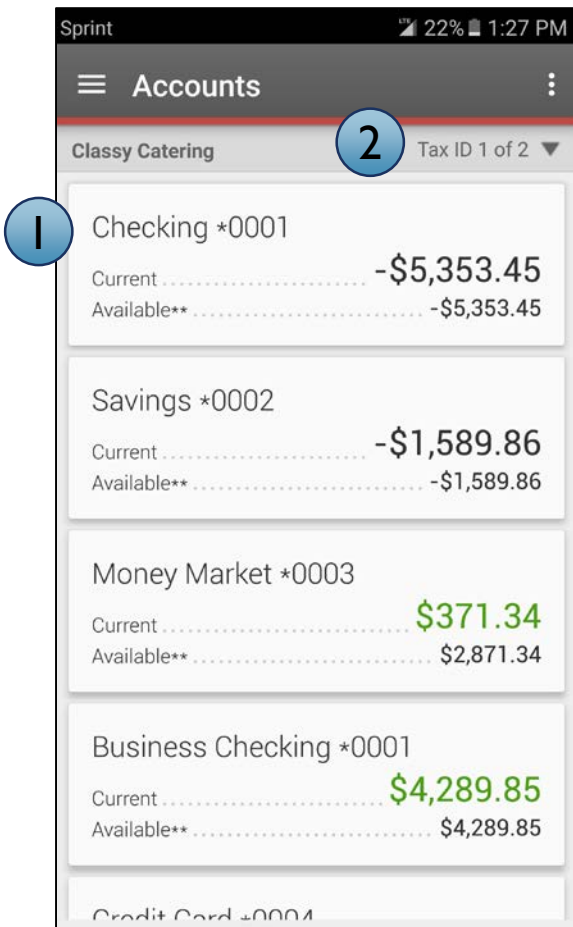 Sprint LTE 22% 1:27 PM
Accounts
Classy Catering 2 Tax ID 1 of 2 ▼
1 Checking *0001
Current -$5,353.45
Available** -$5,353.45
Savings *0002
Current -$1,589.86
Available** -$1,589.86
Money Market *0003
Current $371.34
Available** $2,871.34
Business Checking *0001
Current $4,289.85
Available** $4,289.85
Credit Card *0004